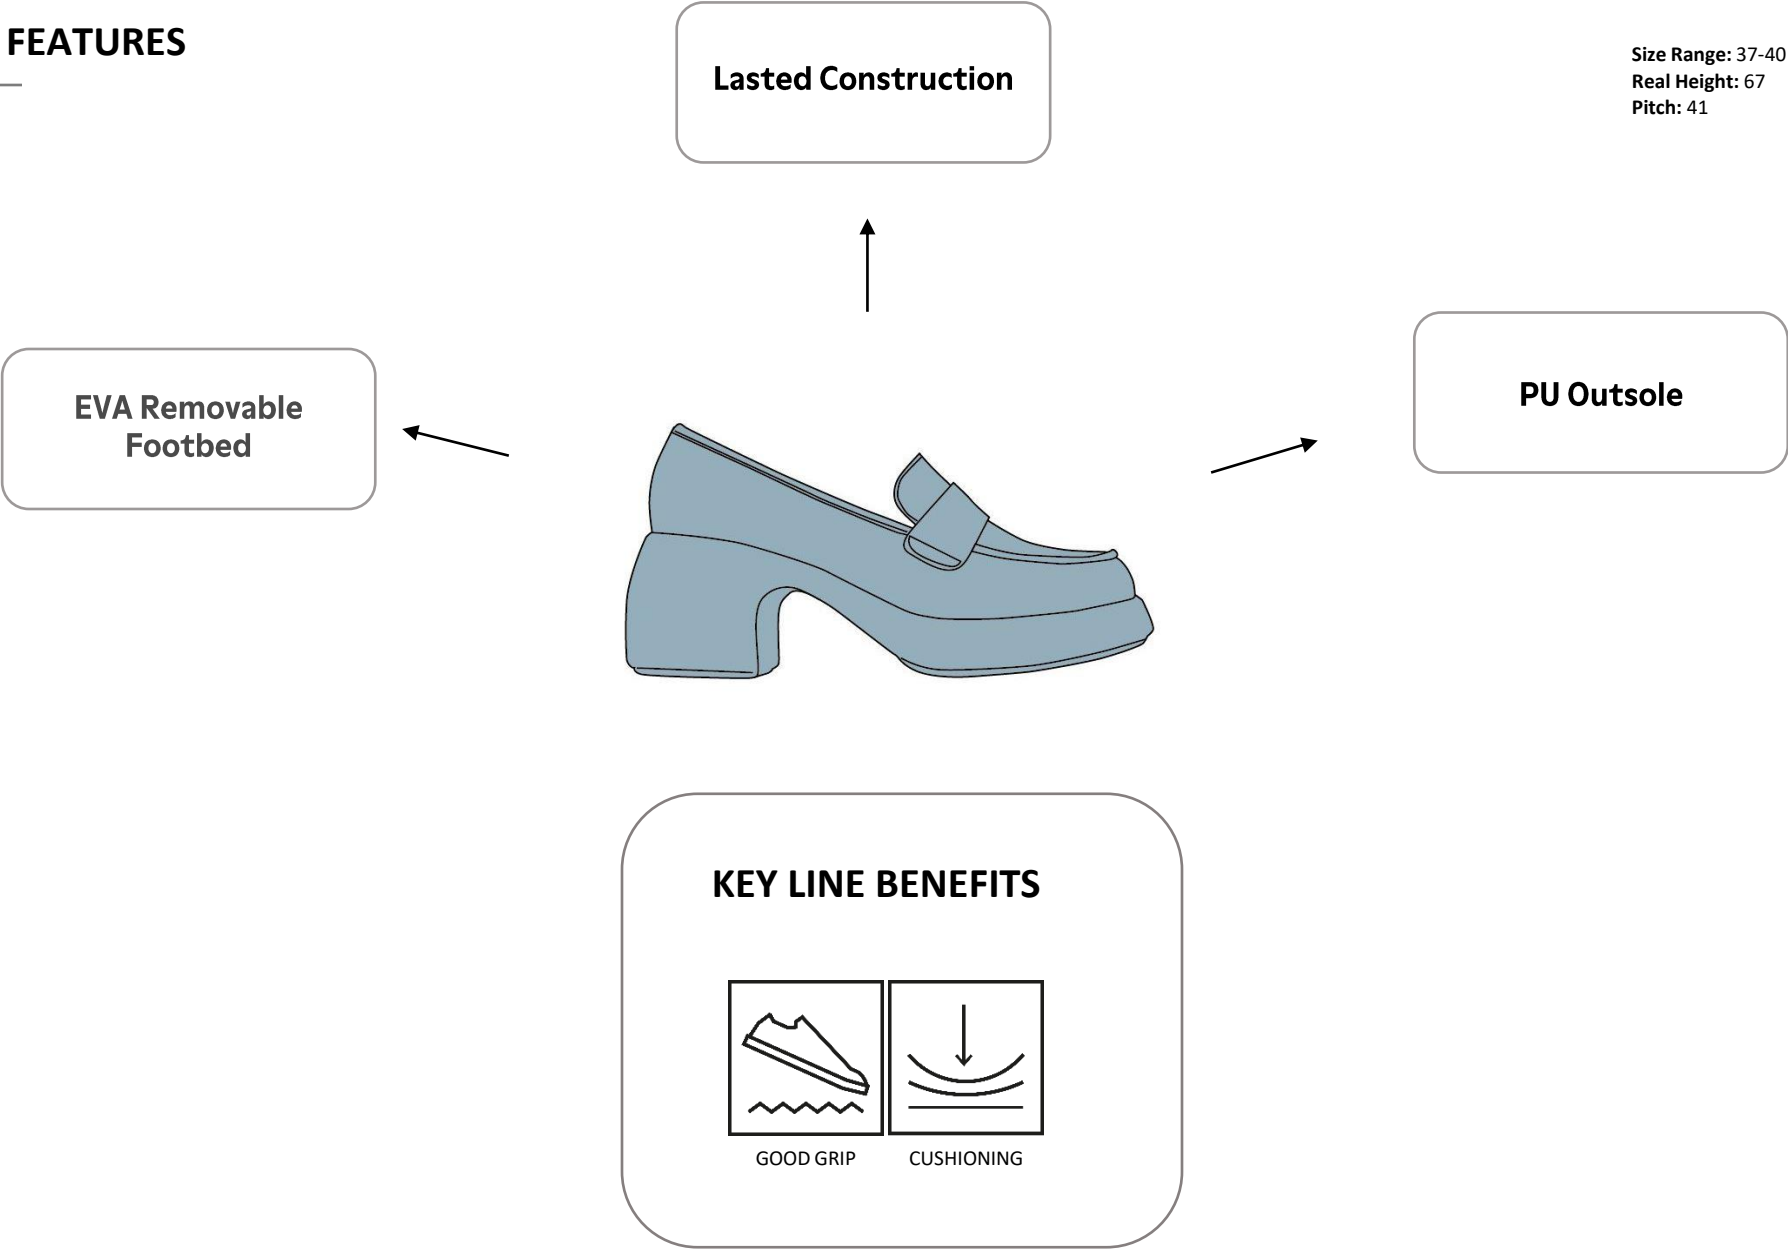 FEATURES
Lasted Construction
Size Range: 37-40
Real Height: 67
Pitch: 41
EVA Removable
Footbed
PU Outsole
KEY LINE BENEFITS
GOOD GRIP
CUSHIONING